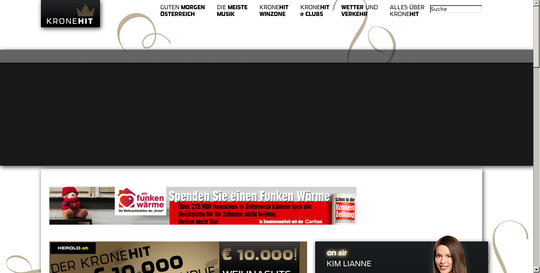 KRONEHIT
GUTEN MORGEN
ÖSTERREICH
DIE MEISTE
MUSIK
KRONEHIT
WINZONE
KRONEHIT
@ CLUBS
WETTER UND
VERKEHR
ALLES ÜBER
KRONEHIT
Suche
ein
funken
wärme
Die Weihnachtsaktion der „Krone“
Spenden Sie einen Funken Wärme
Über 220.000 Menschen in Österreich können sich die
Heizkosten für ihr Zuhause nicht leisten.
Helfen auch Sie!
In Zusammenarbeit mit der Caritas
Zeitung
HEROLD.at
DER KRONEHIT
€ 10.000
€ 10.000!
WEIHNACHTS
on air
KIM LIANNE